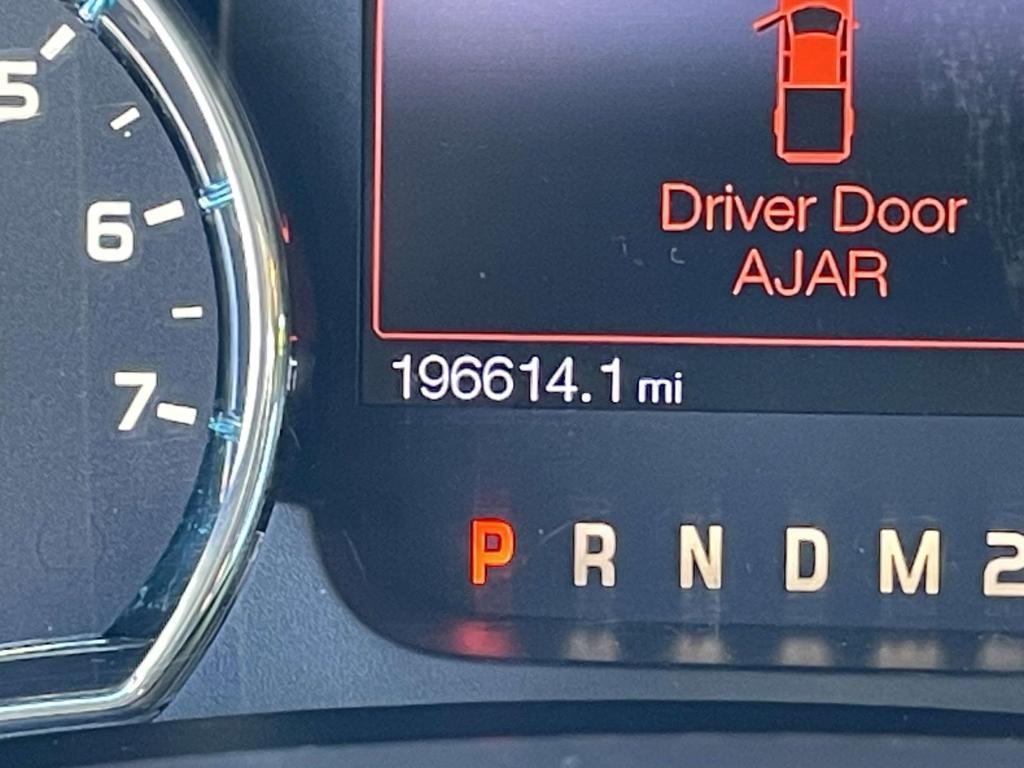 5
6
7
Driver Door
AJAR
196614.1 mi
P R N D M 2